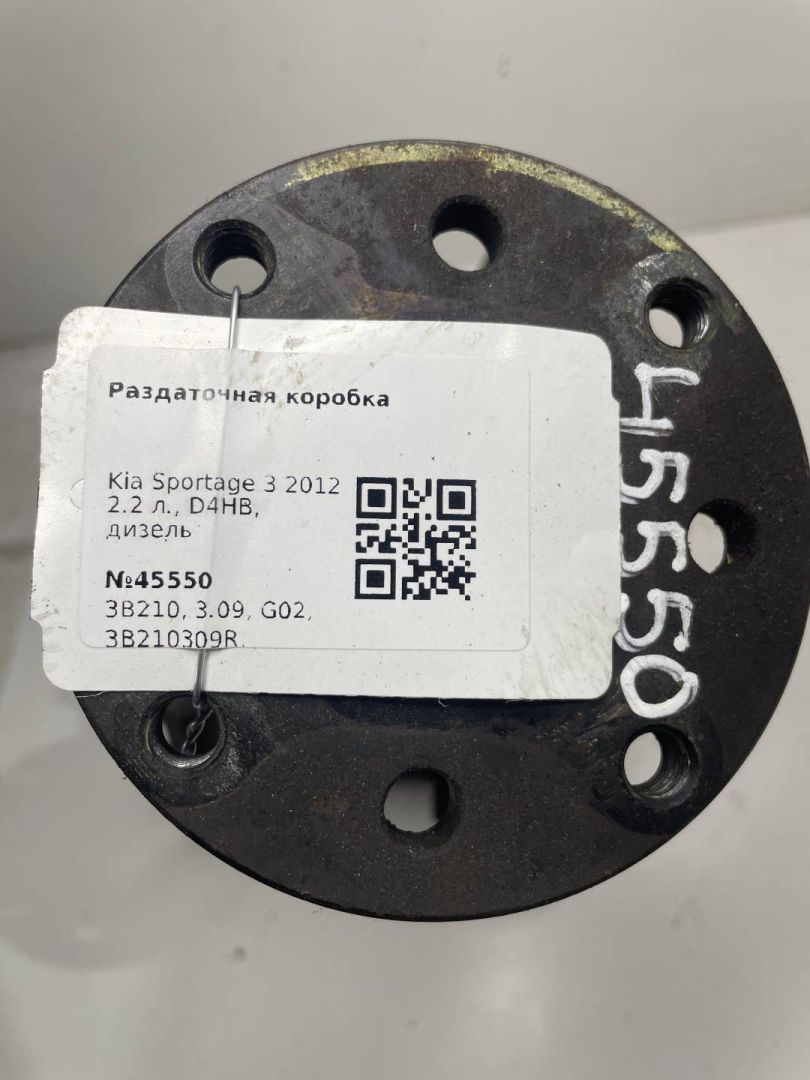 Раздаточная коробка
Kia Sportage 3 2012
2.2 л., D4HB,
дизель
№45550
3B210, 3.09, G02,
3B210309R,
45550